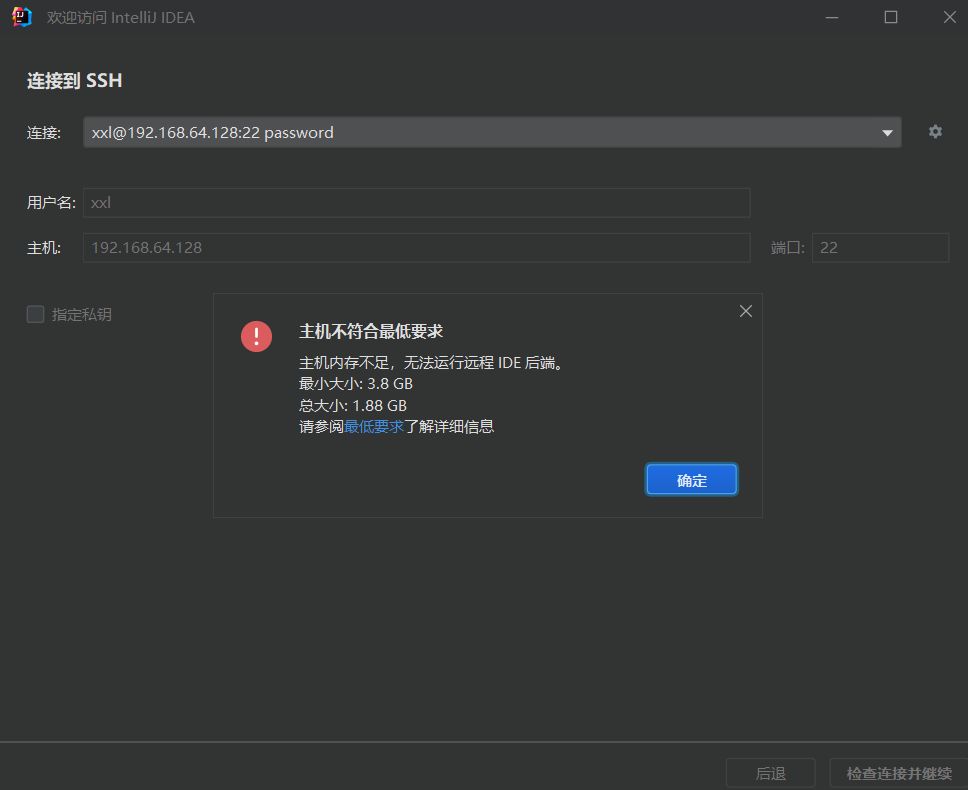 欢迎访问 IntelliJ IDEA
连接到 SSH
连接: xxl@192.168.64.128:22 password
用户名: xxl
主机: 192.168.64.128 端口: 22
指定私钥
主机不符合最低要求
主机内存不足，无法运行远程 IDE 后端。
最小大小: 3.8 GB
总大小: 1.88 GB
请参阅最低要求了解详细信息
确定
后退 检查连接并继续